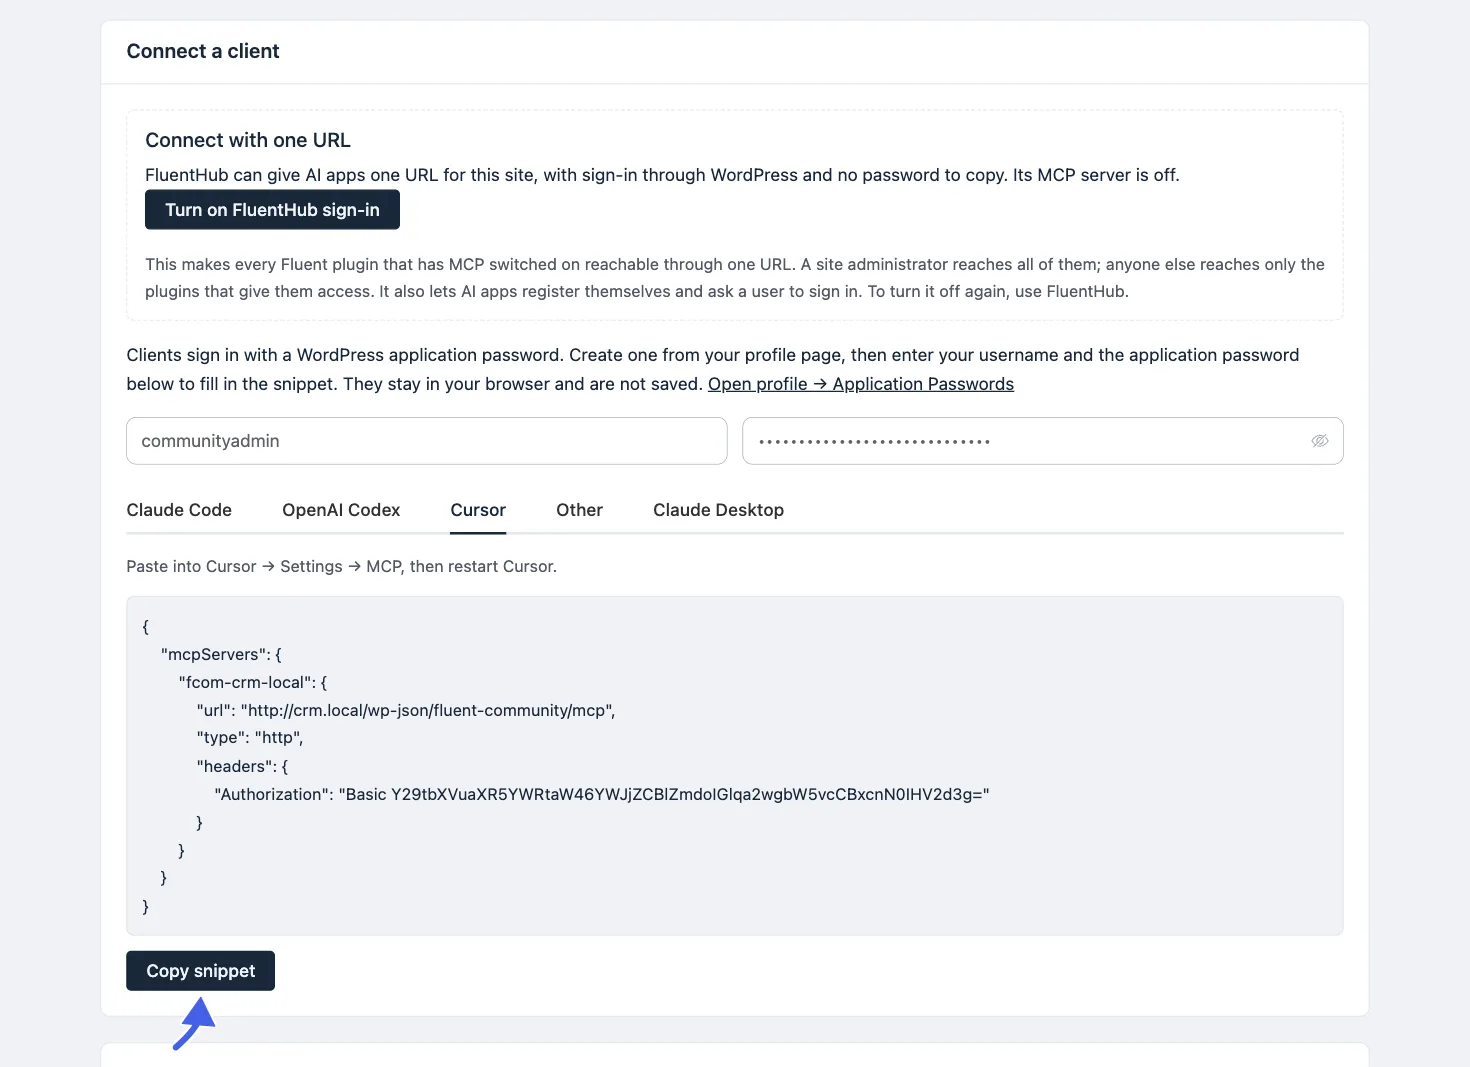 Connect a client
Connect with one URL
FluentHub can give AI apps one URL for this site, with sign-in through WordPress and no password to copy. Its MCP server is off.
Turn on FluentHub sign-in
This makes every Fluent plugin that has MCP switched on reachable through one URL. A site administrator reaches all of them; anyone else reaches only the
plugins that give them access. It also lets AI apps register themselves and ask a user to sign in. To turn it off again, use FluentHub.
Clients sign in with a WordPress application password. Create one from your profile page, then enter your username and the application password
below to fill in the snippet. They stay in your browser and are not saved. Open profile → Application Passwords
communityadmin
Claude Code OpenAI Codex Cursor Other Claude Desktop
Paste into Cursor → Settings → MCP, then restart Cursor.
{
"mcpServers": {
"fcom-crm-local": {
"url": "http://crm.local/wp-json/fluent-community/mcp",
"type": "http",
"headers": {
"Authorization": "Basic Y29tbXVuaXR5YWRtaW46YWJjZCBlZmdoIGlqa2wgbW5vcCBxcnN0IHV2d3g="
}
}
}
}
Copy snippet